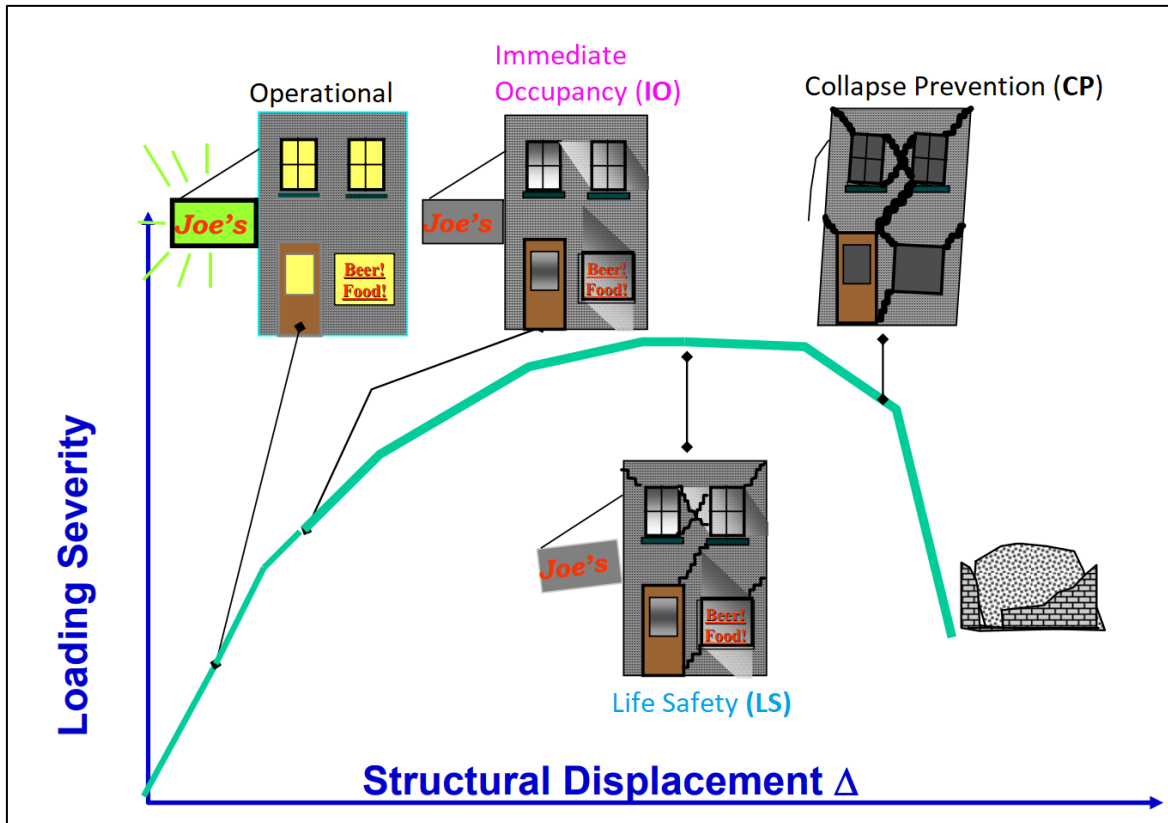 Immediate
Occupancy (IO)
Operational
Collapse Prevention (CP)
Joe's
Beer!
Food!
Joe's
Beer!
Food!
Joe's
Beer!
Food!
Life Safety (LS)
Loading Severity
Structural Displacement Δ